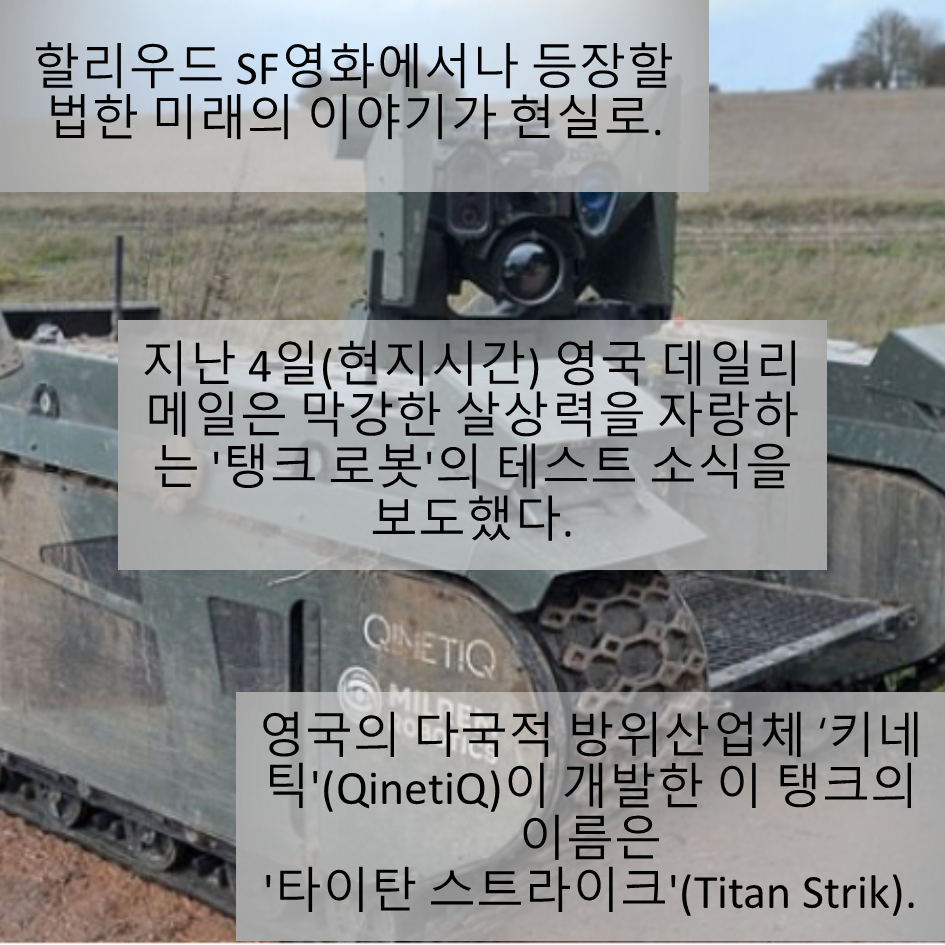 할리우드 SF영화에서나 등장할
법한 미래의 이야기가 현실로.
지난 4일(현지시간) 영국 데일리
메일은 막강한 살상력을 자랑하
는 '탱크 로봇'의 테스트 소식을
보도했다.
QINETIQ
영국의 다국적 방위산업체 ‘키네
틱'(QinetiQ)이 개발한 이 탱크의
이름은
'타이탄 스트라이크'(Titan Strik).